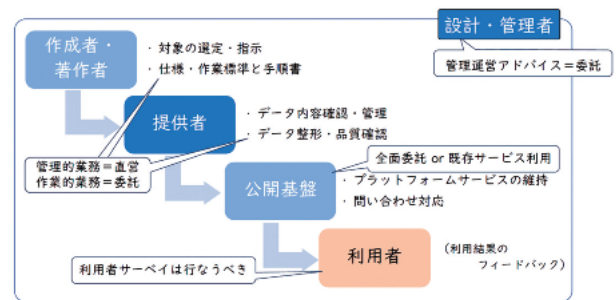 設計・管理者
管理運営アドバイス＝委託
作成者・
著作者
・対象の選定・指示
・仕様・作業標準と手順書
提供者
・データ内容確認・管理
・データ整形・品質確認
管理的業務＝直営
作業的業務＝委託
全面委託 or 既存サービス利用
公開基盤
・プラットフォームサービスの維持
・問い合わせ対応
利用者
（利用結果の
フィードバック）
利用者サーベイは行なうべき